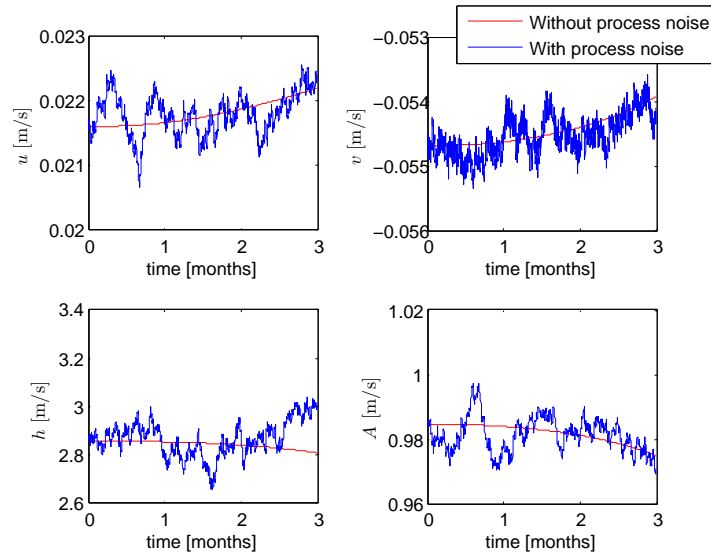 Without process noise
With process noise
0.023
0.022
0.021
0.02
u [m/s]
0 1 2 3
time [months]
−0.053
−0.054
−0.055
−0.056
v [m/s]
0 1 2 3
time [months]
3.4
3.2
3
2.8
2.6
h [m/s]
0 1 2 3
time [months]
1.02
1
0.98
0.96
A [m/s]
0 1 2 3
time [months]